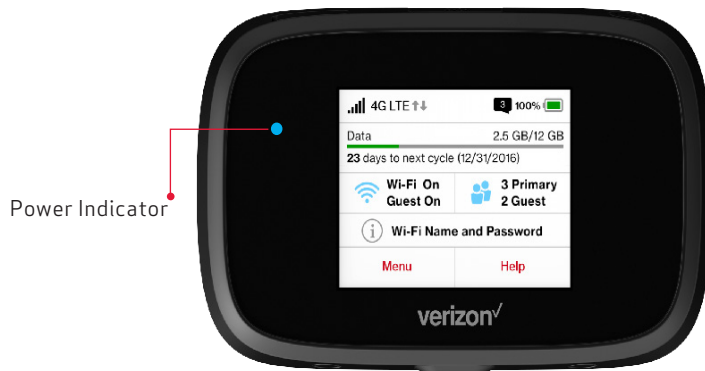 4G LTE 3 100%
Data 2.5 GB/12 GB
23 days to next cycle (12/31/2016)
Wi-Fi On 3 Primary
Guest On 2 Guest
i Wi-Fi Name and Password
Menu Help
Power Indicator
verizon